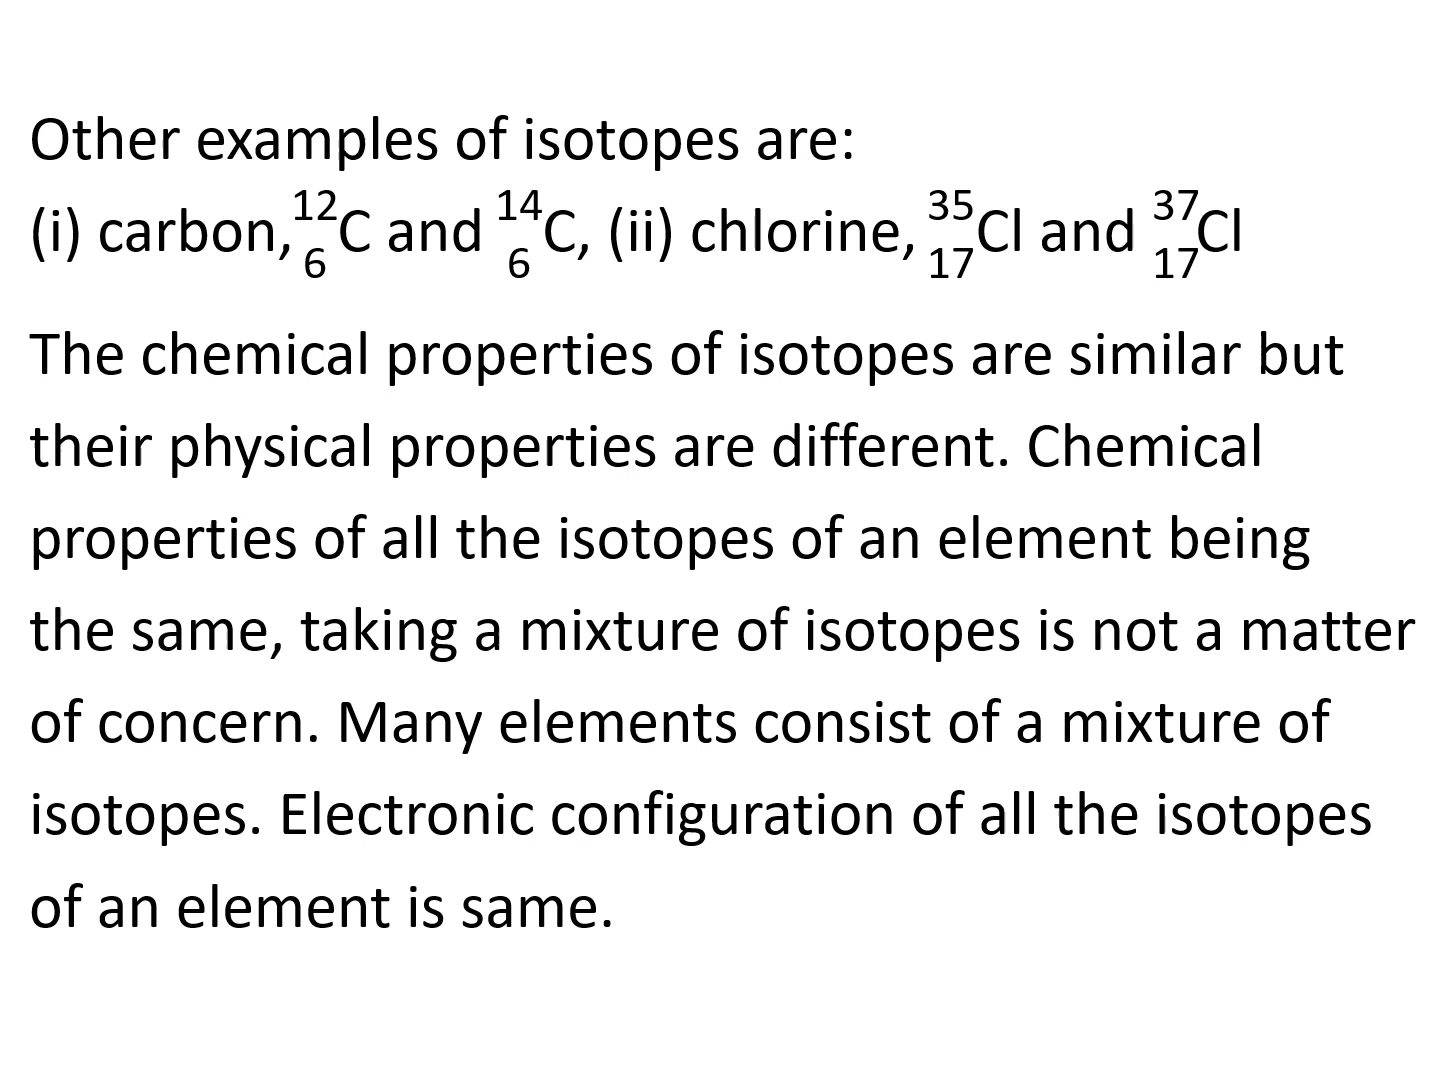 Other examples of isotopes are:
(i) carbon, ¹²₆C and ¹⁴₆C, (ii) chlorine, ³⁵₁₇Cl and ³⁷₁₇Cl
The chemical properties of isotopes are similar but
their physical properties are different. Chemical
properties of all the isotopes of an element being
the same, taking a mixture of isotopes is not a matter
of concern. Many elements consist of a mixture of
isotopes. Electronic configuration of all the isotopes
of an element is same.